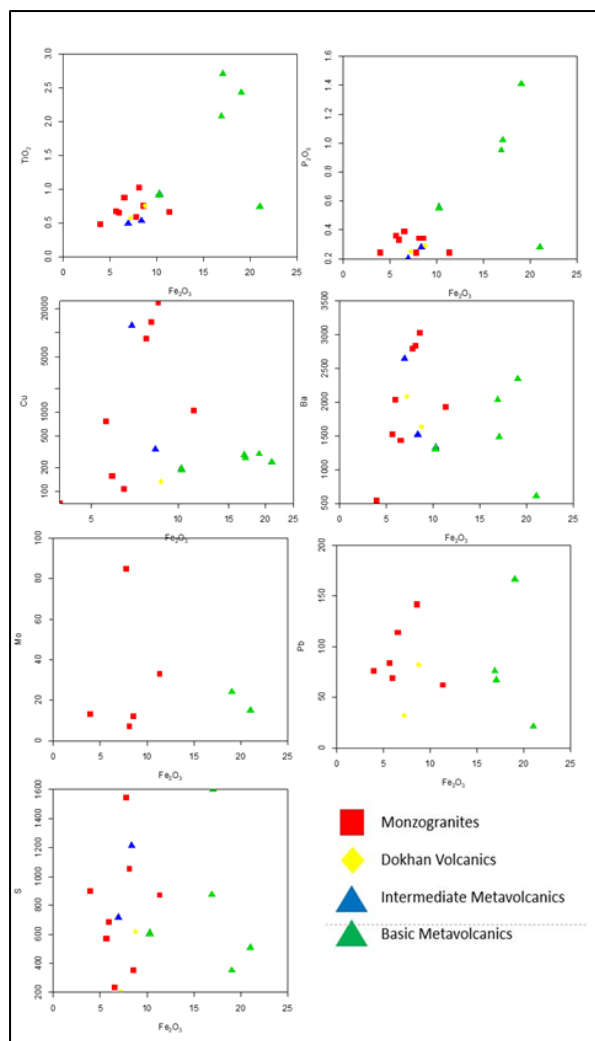 TiO2
3.0
2.5
2.0
1.5
1.0
0.5
0.0
0 5 10 15 20 25
Fe2O3
P2O5
1.6
1.4
1.2
1.0
0.8
0.6
0.4
0.2
0 5 10 15 20 25
Fe2O3
Cu
20000
5000
1000
500
200
100
5 10 15 20 25
Fe2O3
Ba
3500
3000
2500
2000
1500
1000
500
0 5 10 15 20 25
Fe2O3
Mo
100
80
60
40
20
0
0 5 10 15 20 25
Fe2O3
Pb
200
150
100
50
0
0 5 10 15 20 25
Fe2O3
S
1600
1400
1200
1000
800
600
400
200
0 5 10 15 20 25
Fe2O3
Monzogranites
Dokhan Volcanics
Intermediate Metavolcanics
Basic Metavolcanics